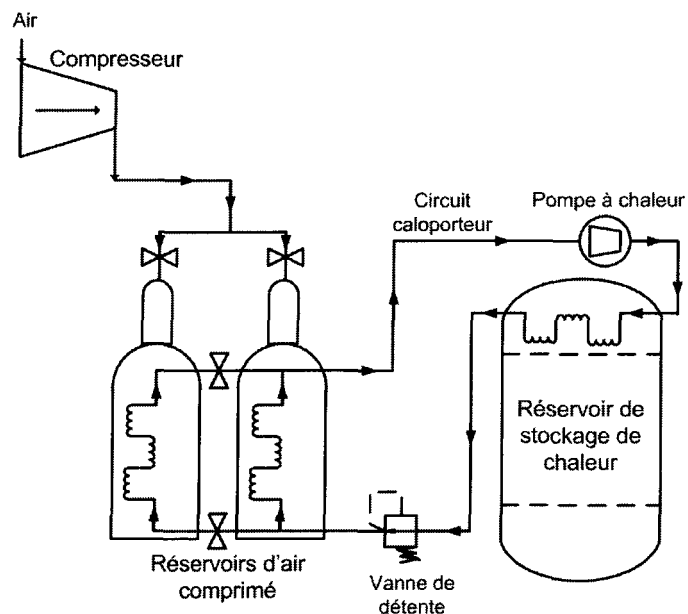 Air
Compresseur
Circuit
caloporteur
Pompe à chaleur
Réservoir de
stockage de
chaleur
Réservoirs d'air
comprimé
Vanne de
détente